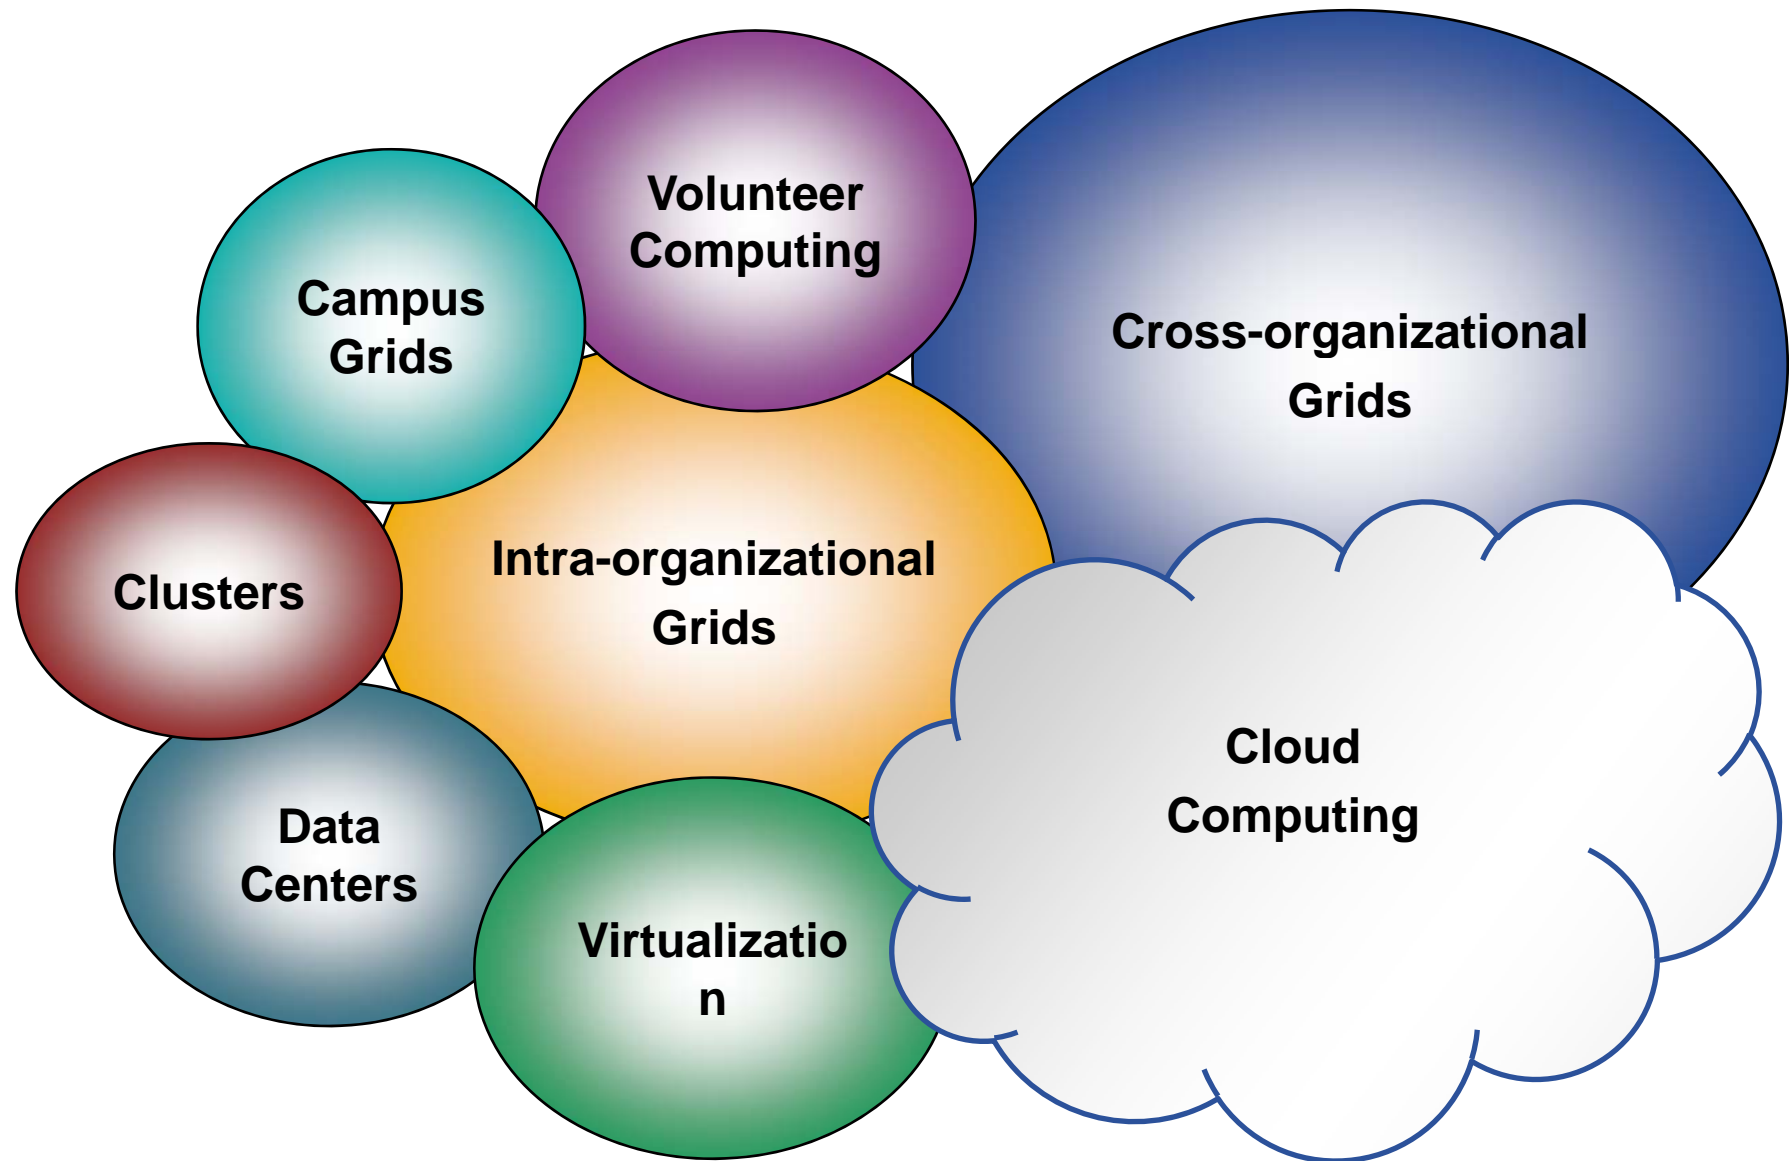 Volunteer
Computing
Campus
Grids
Cross-organizational
Grids
Clusters
Intra-organizational
Grids
Data
Centers
Virtualizatio
n
Cloud
Computing